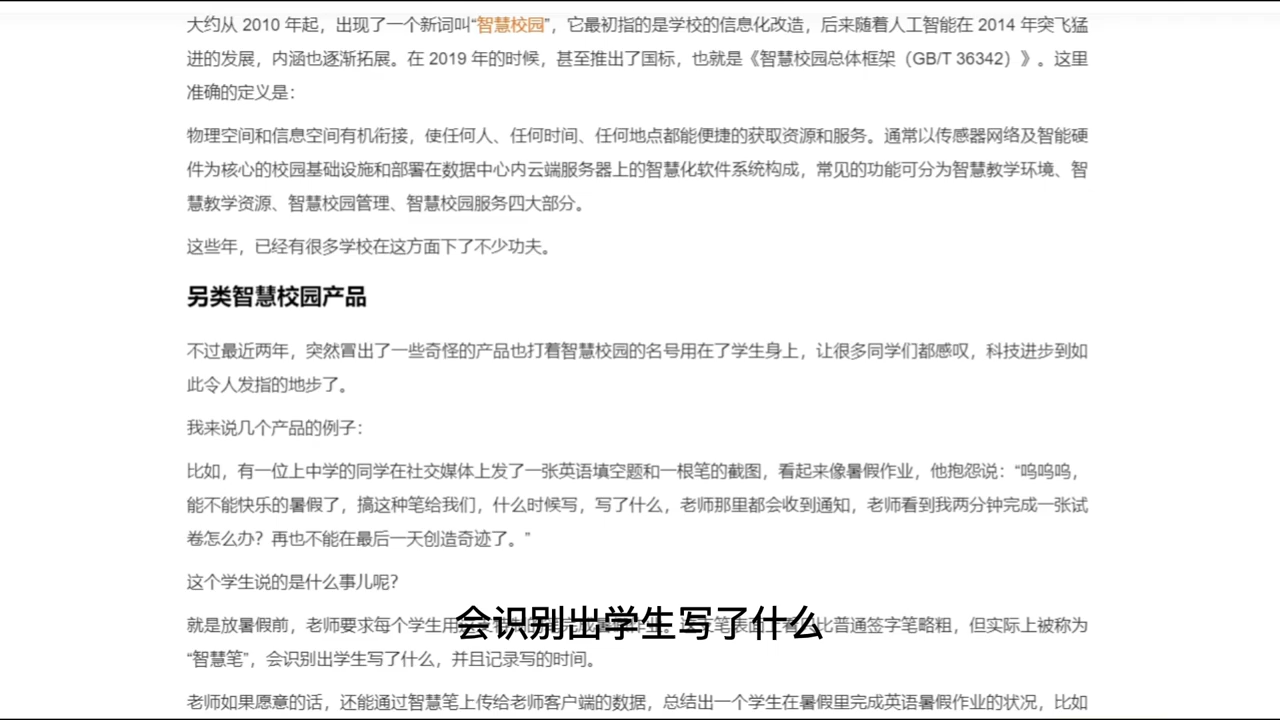 大约从 2010 年起，出现了一个新词叫“智慧校园”，它最初指的是学校的信息化改造，后来随着人工智能在 2014 年突飞猛
进的发展，内涵也逐渐拓展。在 2019 年的时候，甚至推出了国标，也就是《智慧校园总体框架（GB/T 36342）》。这里
准确的定义是：
物理空间和信息空间有机衔接，使任何人、任何时间、任何地点都能便捷的获取资源和服务。通常以传感器网络及智能硬
件为核心的校园基础设施和部署在数据中心内云端服务器上的智慧化软件系统构成，常见的功能可分为智慧教学环境、智
慧教学资源、智慧校园管理、智慧校园服务四大部分。
这些年，已经有很多学校在这方面下了不少功夫。
另类智慧校园产品
不过最近两年，突然冒出了一些奇怪的产品也打着智慧校园的名号用在了学生身上，让很多同学们都感叹，科技进步到如
此令人发指的地步了。
我来说几个产品的例子：
比如，有一位上中学的同学在社交媒体上发了一张英语填空题和一根笔的截图，看起来像暑假作业，他抱怨说：“呜呜呜，
能不能快乐的暑假了，搞这种笔给我们，什么时候写，写了什么，老师那里都会收到通知，老师看到我两分钟完成一张试
卷怎么办？再也不能在最后一天创造奇迹了。”
这个学生说的是什么事儿呢？
就是放暑假前，老师要求每个学生用 比普通签字笔略粗，但实际上被称为
会识别出学生写了什么
“智慧笔”，会识别出学生写了什么，并且记录写的时间。
老师如果愿意的话，还能通过智慧笔上传给老师客户端的数据，总结出一个学生在暑假里完成英语暑假作业的状况，比如